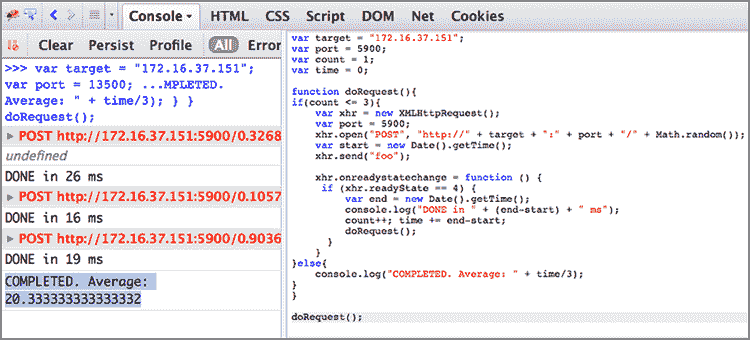 Console HTML CSS Script DOM Net Cookies
Clear Persist Profile All Error
>>> var target = "172.16.37.151";
var port = 13500; ...MPLETED.
Average: " + time/3); } }
doRequest();
POST http://172.16.37.151:5900/0.3268
undefined
DONE in 26 ms
POST http://172.16.37.151:5900/0.1057
DONE in 16 ms
POST http://172.16.37.151:5900/0.9036
DONE in 19 ms
COMPLETED. Average:
20.333333333333332
var target = "172.16.37.151";
var port = 5900;
var count = 1;
var time = 0;
function doRequest(){
if(count <= 3){
var xhr = new XMLHttpRequest();
var port = 5900;
xhr.open("POST", "http://" + target + ":" + port + "/" + Math.random());
var start = new Date().getTime();
xhr.send("foo");
xhr.onreadystatechange = function () {
if (xhr.readyState == 4) {
var end = new Date().getTime();
console.log("DONE in " + (end-start) + " ms");
count++; time += end-start;
doRequest();
}
}
}else{
console.log("COMPLETED. Average: " + time/3);
}
}
doRequest();